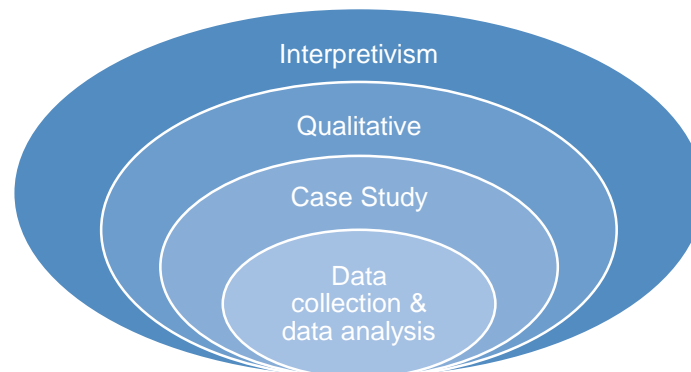 Interpretivism
Qualitative
Case Study
Data
collection &
data analysis